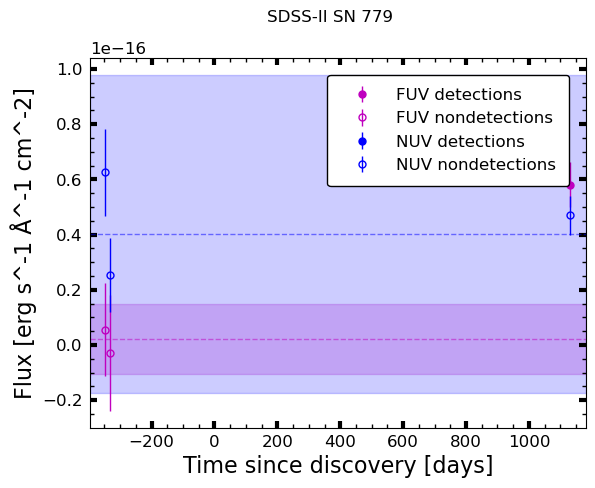 SDSS-II SN 779
1e−16
1.0
0.8
0.6
0.4
0.2
0.0
−0.2
Flux [erg s^-1 Å^-1 cm^-2]
FUV detections
FUV nondetections
NUV detections
NUV nondetections
−200 0 200 400 600 800 1000
Time since discovery [days]